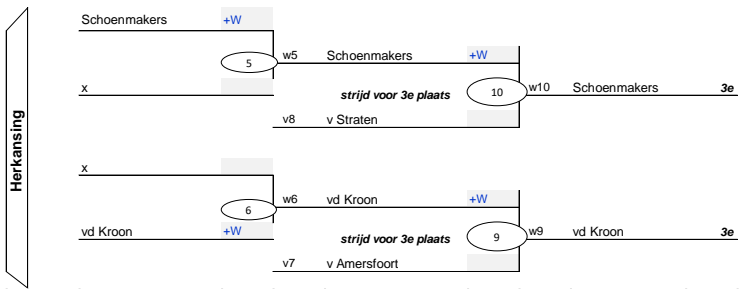 Herkansing
Schoenmakers +W
5 w5 Schoenmakers +W
x strijd voor 3e plaats 10 w10 Schoenmakers 3e
v8 v Straten
x
6 w6 vd Kroon +W
vd Kroon +W strijd voor 3e plaats 9 w9 vd Kroon 3e
v7 v Amersfoort